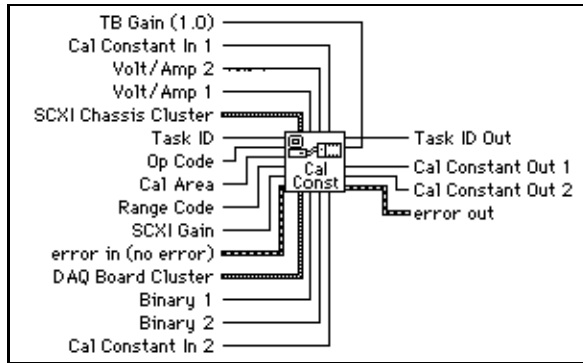 TB Gain (1.0)
Cal Constant In 1
Volt/Amp 2
Volt/Amp 1
SCXI Chassis Cluster
Task ID
Op Code
Cal Area
Range Code
SCXI Gain
error in (no error)
DAQ Board Cluster
Binary 1
Binary 2
Cal Constant In 2
Cal
Const
Task ID Out
Cal Constant Out 1
Cal Constant Out 2
error out